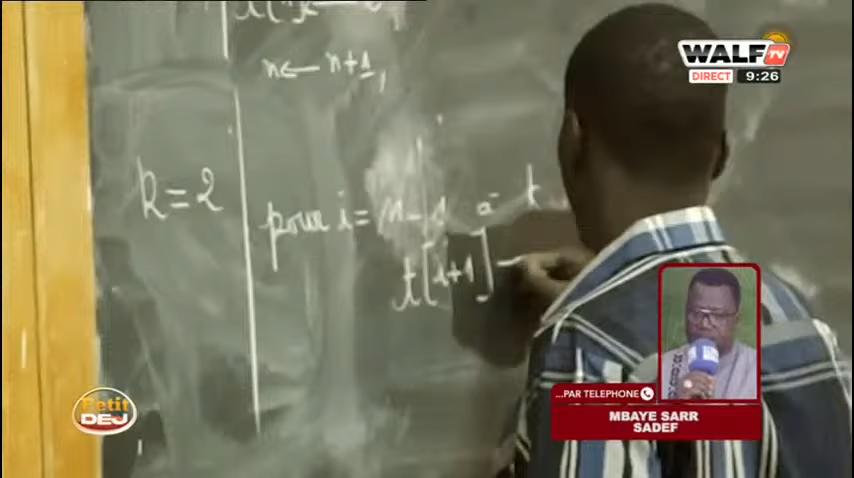 n ← n+1,
k = 2
pour i = n-1 à k
t[i+1] -
WALF TV
DIRECT 9:26
Petit DEJ
...PAR TELEPHONE
MBAYE SARR
SADEF